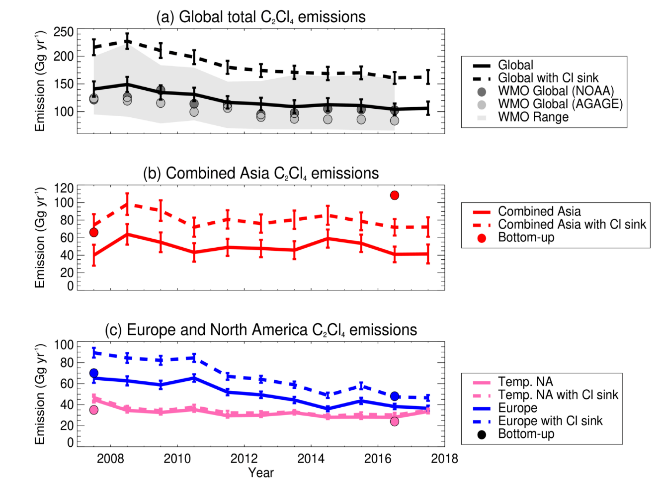 (a) Global total C₂Cl₄ emissions
Emission (Gg yr⁻¹)
250
200
150
100
Global
Global with Cl sink
WMO Global (NOAA)
WMO Global (AGAGE)
WMO Range
(b) Combined Asia C₂Cl₄ emissions
Emission (Gg yr⁻¹)
120
100
80
60
40
20
0
Combined Asia
Combined Asia with Cl sink
Bottom-up
(c) Europe and North America C₂Cl₄ emissions
Emission (Gg yr⁻¹)
100
80
60
40
20
0
2008 2010 2012 2014 2016 2018
Year
Temp. NA
Temp. NA with Cl sink
Europe
Europe with Cl sink
Bottom-up